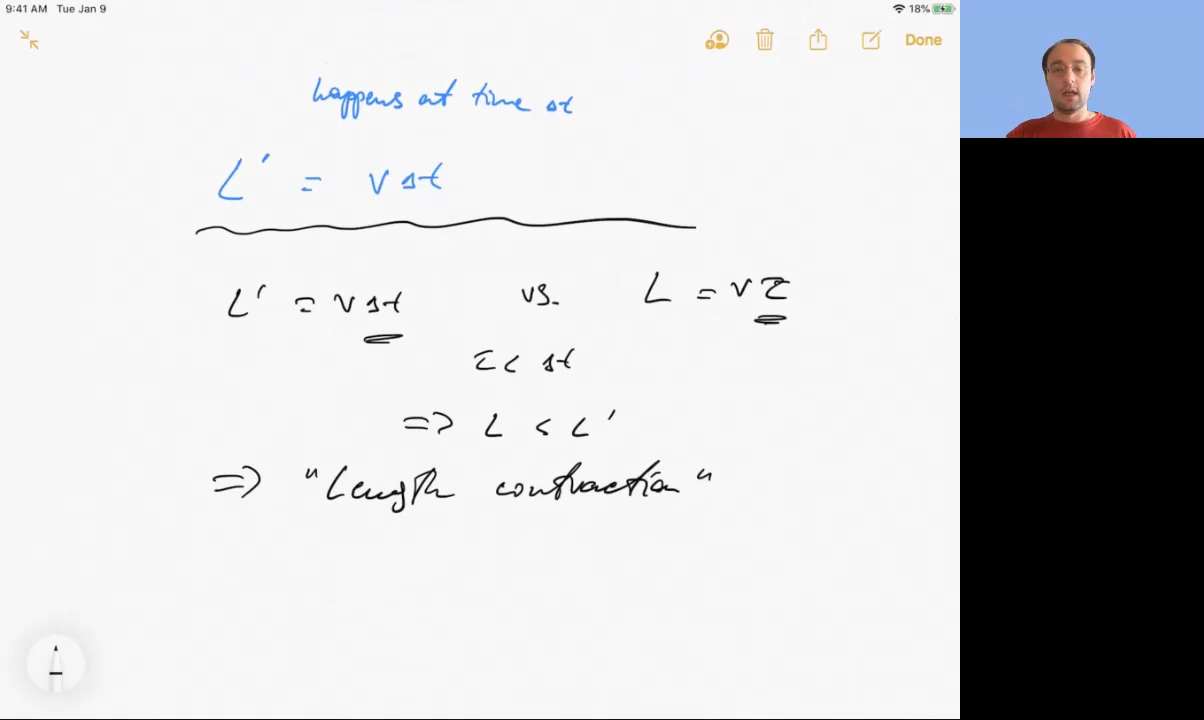 9:41 AM Tue Jan 9
18%
Done
happens at time Δt
L' = v Δt
L' = v Δt vs. L = v τ
τ < Δt
=> L < L'
=> "Length contraction"